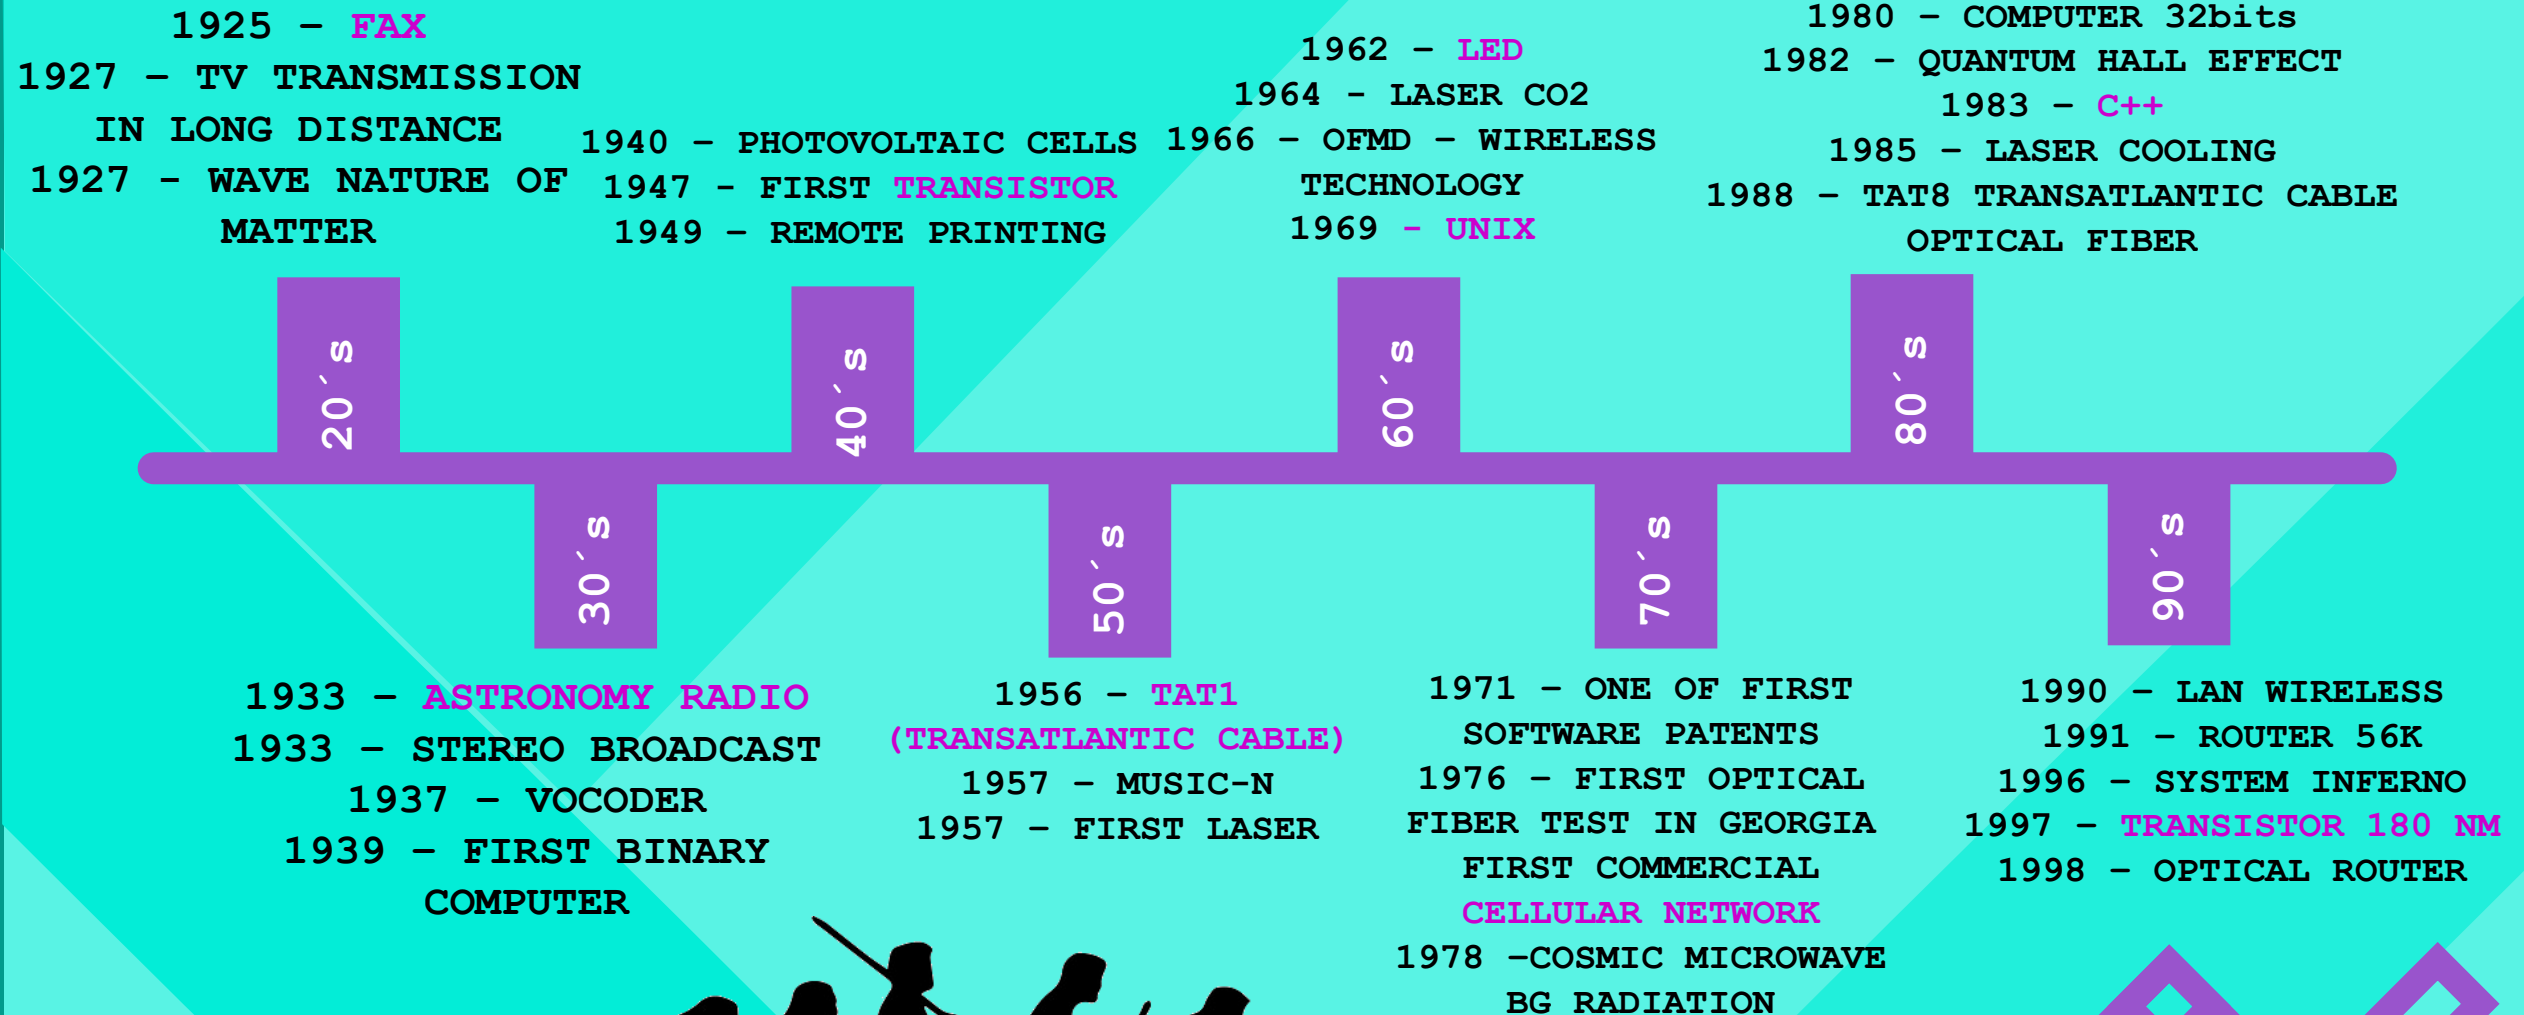 1925 – FAX
1927 – TV TRANSMISSION
IN LONG DISTANCE
1927 – WAVE NATURE OF
MATTER
1940 – PHOTOVOLTAIC CELLS
1947 – FIRST TRANSISTOR
1949 – REMOTE PRINTING
1962 – LED
1964 – LASER CO2
1966 – OFMD – WIRELESS
TECHNOLOGY
1969 – UNIX
1980 – COMPUTER 32bits
1982 – QUANTUM HALL EFFECT
1983 – C++
1985 – LASER COOLING
1988 – TAT8 TRANSATLANTIC CABLE
OPTICAL FIBER
20´s
40´s
60´s
80´s
30´s
50´s
70´s
90´s
1933 – ASTRONOMY RADIO
1933 – STEREO BROADCAST
1937 – VOCODER
1939 – FIRST BINARY
COMPUTER
1956 – TAT1
(TRANSATLANTIC CABLE)
1957 – MUSIC-N
1957 – FIRST LASER
1971 – ONE OF FIRST
SOFTWARE PATENTS
1976 – FIRST OPTICAL
FIBER TEST IN GEORGIA
FIRST COMMERCIAL
CELLULAR NETWORK
1978 –COSMIC MICROWAVE
BG RADIATION
1990 – LAN WIRELESS
1991 – ROUTER 56K
1996 – SYSTEM INFERNO
1997 – TRANSISTOR 180 NM
1998 – OPTICAL ROUTER